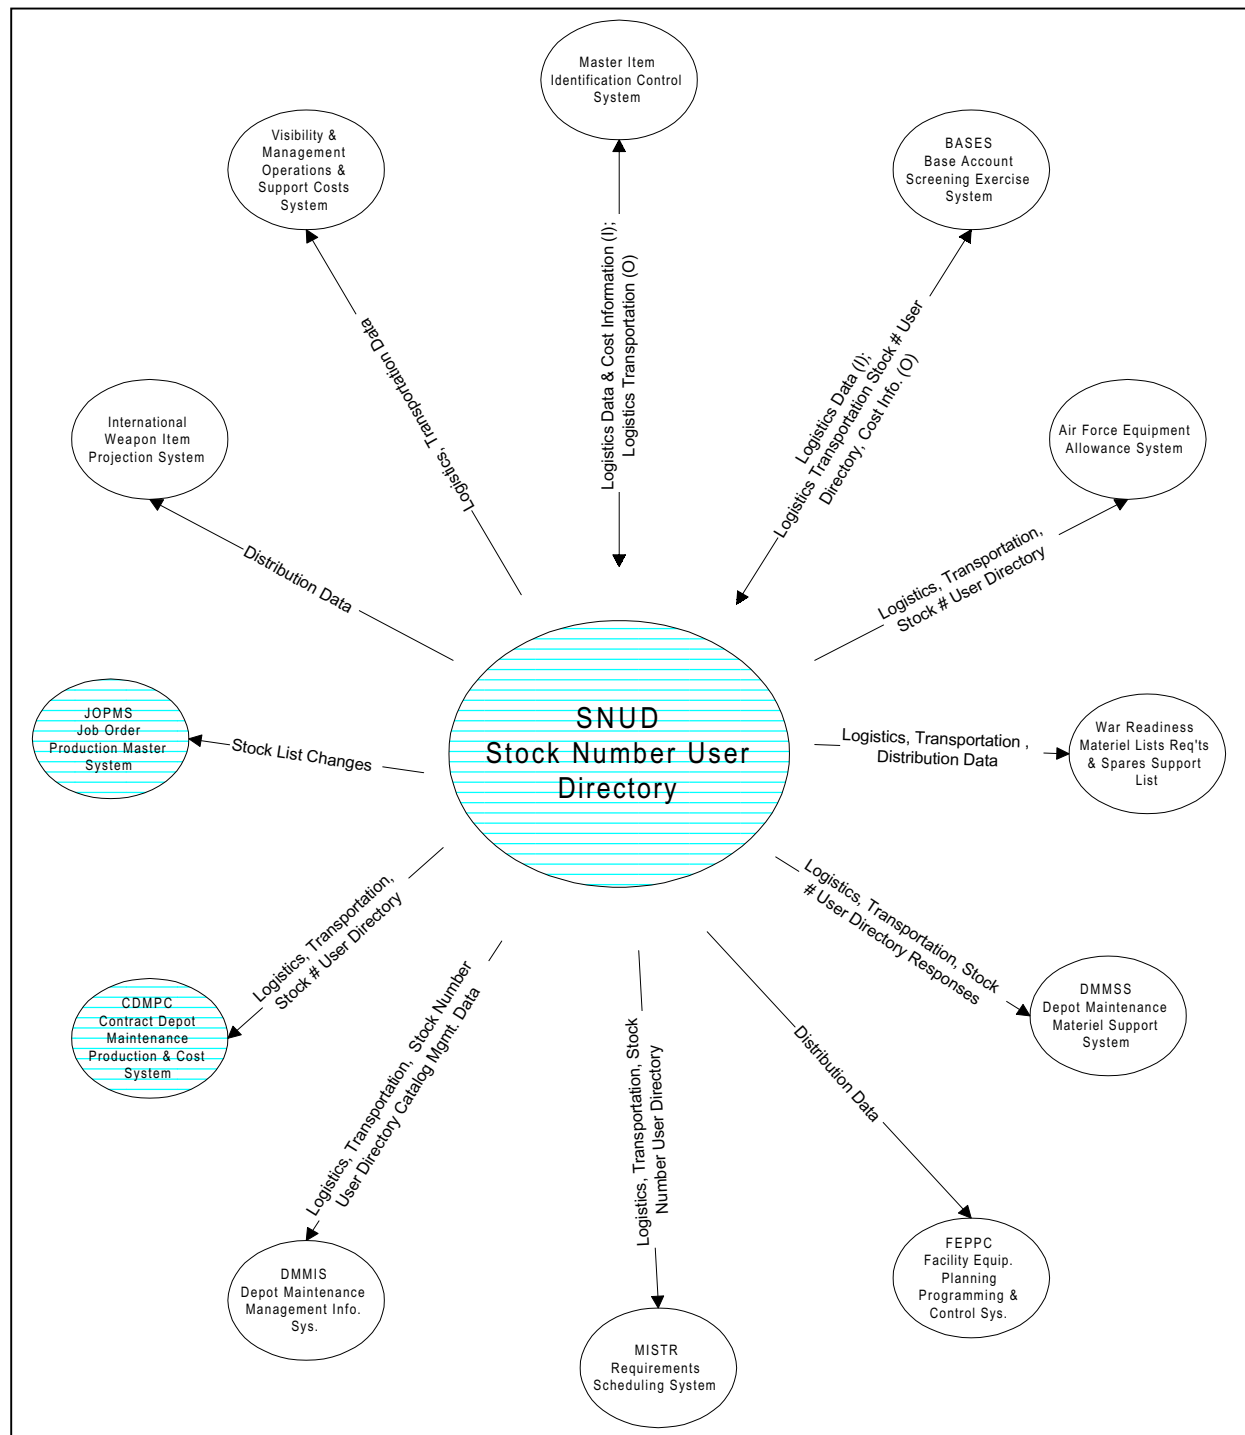 Master Item
Identification Control
System
Visibility &
Management
Operations &
Support Costs
System
BASES
Base Account
Screening Exercise
System
Logistics, Transportation Data
Logistics Data & Cost Information (I);
Logistics Transportation (O)
Logistics Data (I);
Logistics Transportation Stock # User
Directory, Cost Info. (O)
International
Weapon Item
Projection System
Air Force Equipment
Allowance System
Distribution Data
Logistics, Transportation,
Stock # User Directory
JOPMS
Job Order
Production Master
System
Stock List Changes
SNUD
Stock Number User
Directory
Logistics, Transportation ,
Distribution Data
War Readiness
Materiel Lists Req'ts
& Spares Support
List
Logistics, Transportation,
Stock # User Directory
Logistics, Transportation, Stock
# User Directory Responses
CDMPC
Contract Depot
Maintenance
Production & Cost
System
DMMSS
Depot Maintenance
Materiel Support
System
Logistics, Transportation, Stock Number
User Directory Catalog Mgmt. Data
Logistics, Transportation, Stock
Number User Directory
Distribution Data
DMMIS
Depot Maintenance
Management Info.
Sys.
MISTR
Requirements
Scheduling System
FEPPC
Facility Equip.
Planning
Programming &
Control Sys.